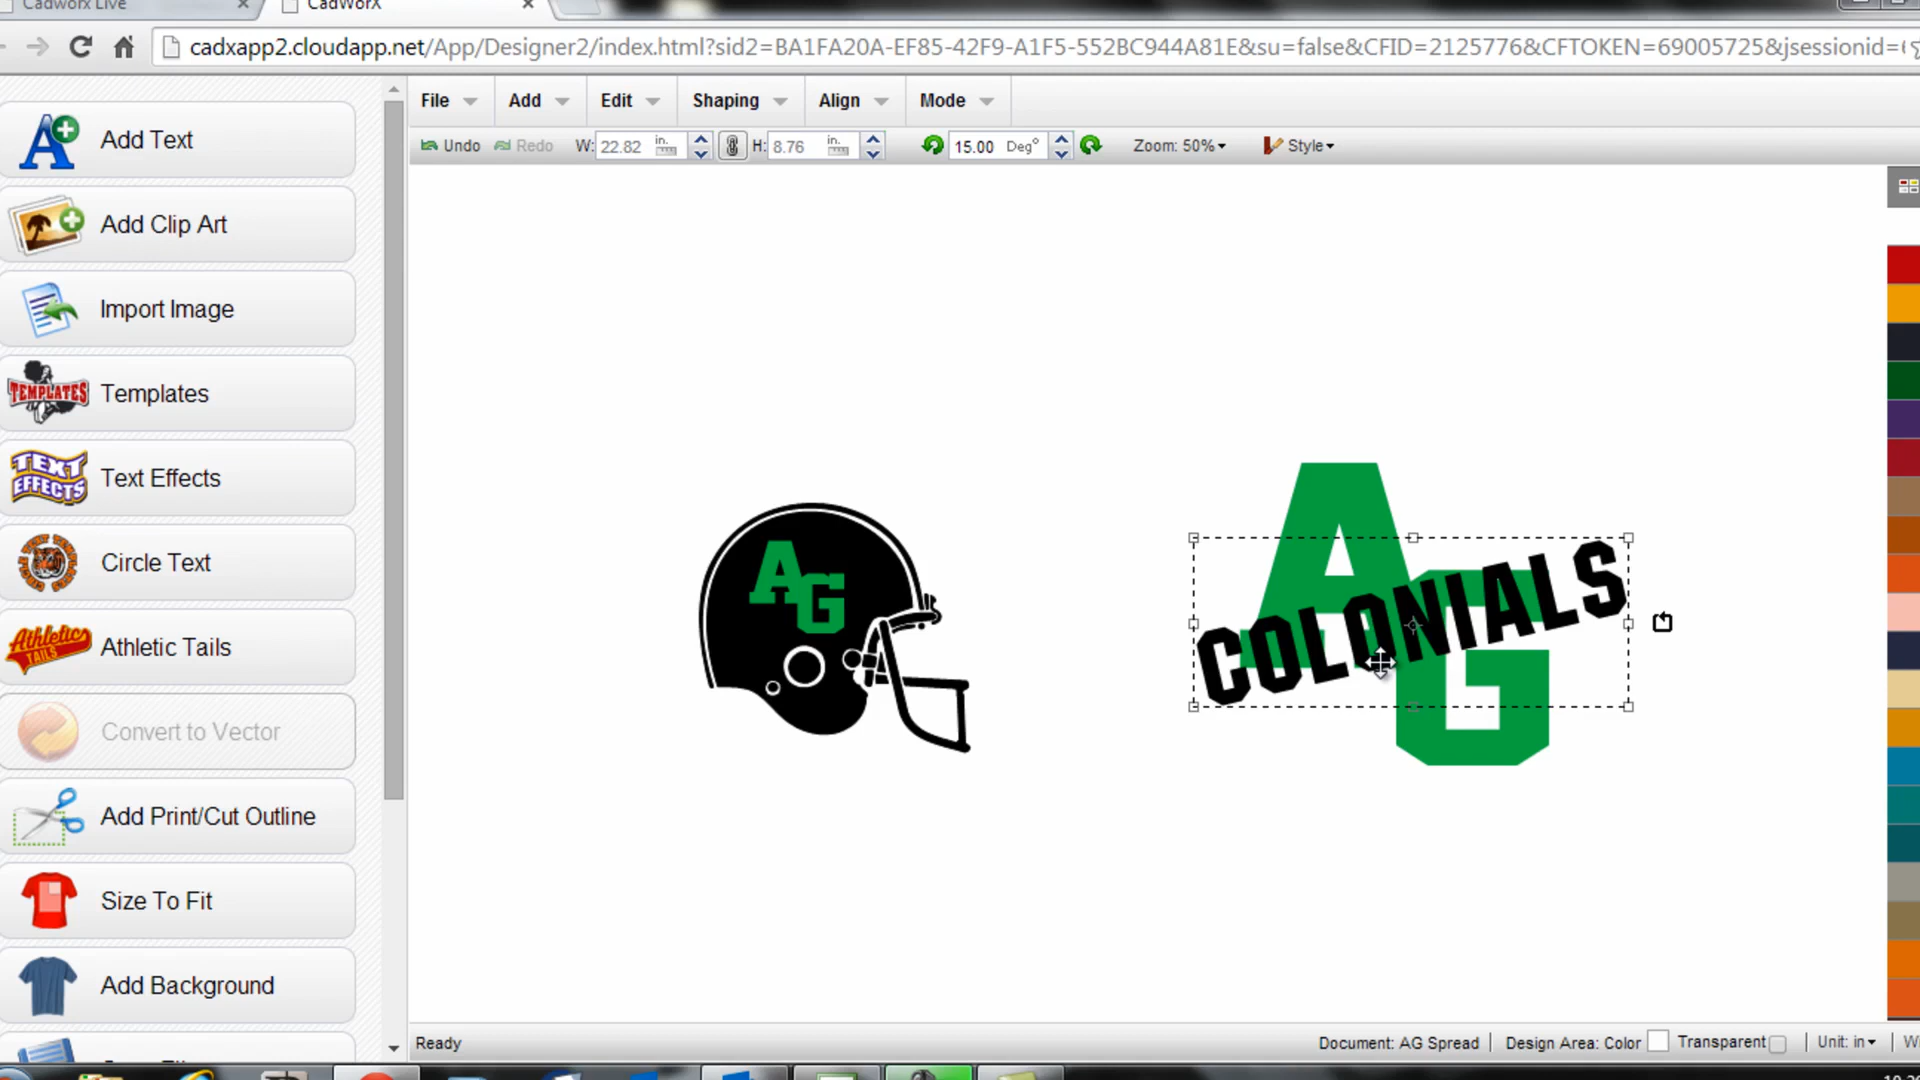 Cadworx Live
CadWorx
cadxapp2.cloudapp.net/App/Designer2/index.html?sid2=BA1FA20A-EF85-42F9-A1F5-552BC944A81E&su=false&CFID=2125776&CFTOKEN=69005725&jsessionid=
File Add Edit Shaping Align Mode
Undo Redo W: 22.82 in. H: 8.76 in. 15.00 Deg° Zoom: 50% Style
Add Text
Add Clip Art
Import Image
TEMPLATES Templates
TEXT EFFECTS Text Effects
Circle Text
Athletic TAILS Athletic Tails
Convert to Vector
Add Print/Cut Outline
Size To Fit
Add Background
AG
AG
COLONIALS
Ready Document: AG Spread Design Area: Color Transparent Unit: in